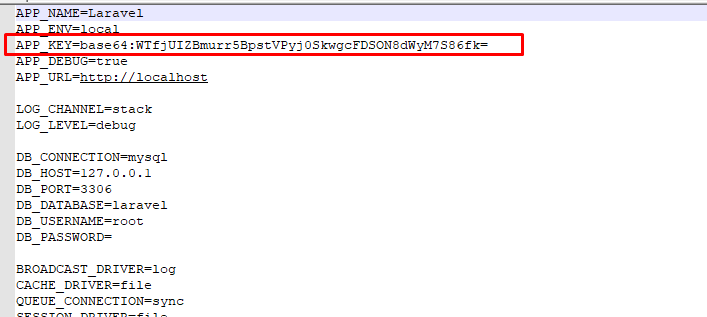 APP_NAME=Laravel
APP_ENV=local
APP_KEY=base64:WTfjUIZBmurr5BpstVPyj0SkwgcFDSON8dWyM7S86fk=
APP_DEBUG=true
APP_URL=http://localhost
LOG_CHANNEL=stack
LOG_LEVEL=debug
DB_CONNECTION=mysql
DB_HOST=127.0.0.1
DB_PORT=3306
DB_DATABASE=laravel
DB_USERNAME=root
DB_PASSWORD=
BROADCAST_DRIVER=log
CACHE_DRIVER=file
QUEUE_CONNECTION=sync
SESSION_DRIVER=file